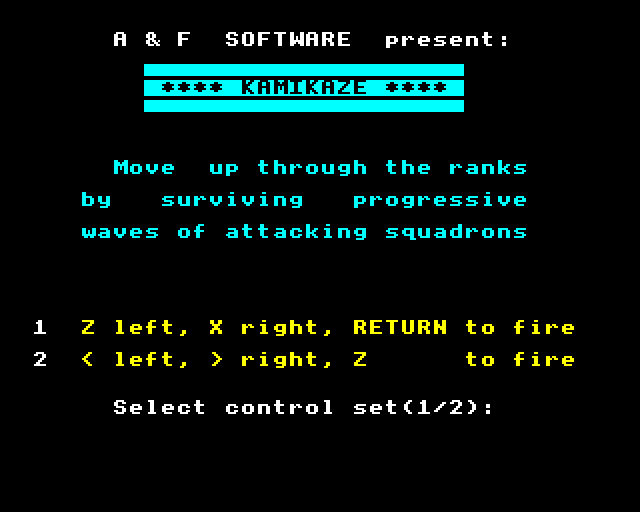 A & F  SOFTWARE  present:
**** KAMIKAZE ****
Move  up through the ranks
by   surviving   progressive
waves of attacking squadrons
1  Z left, X right, RETURN to fire
2  < left, > right, Z      to fire
Select control set(1/2):